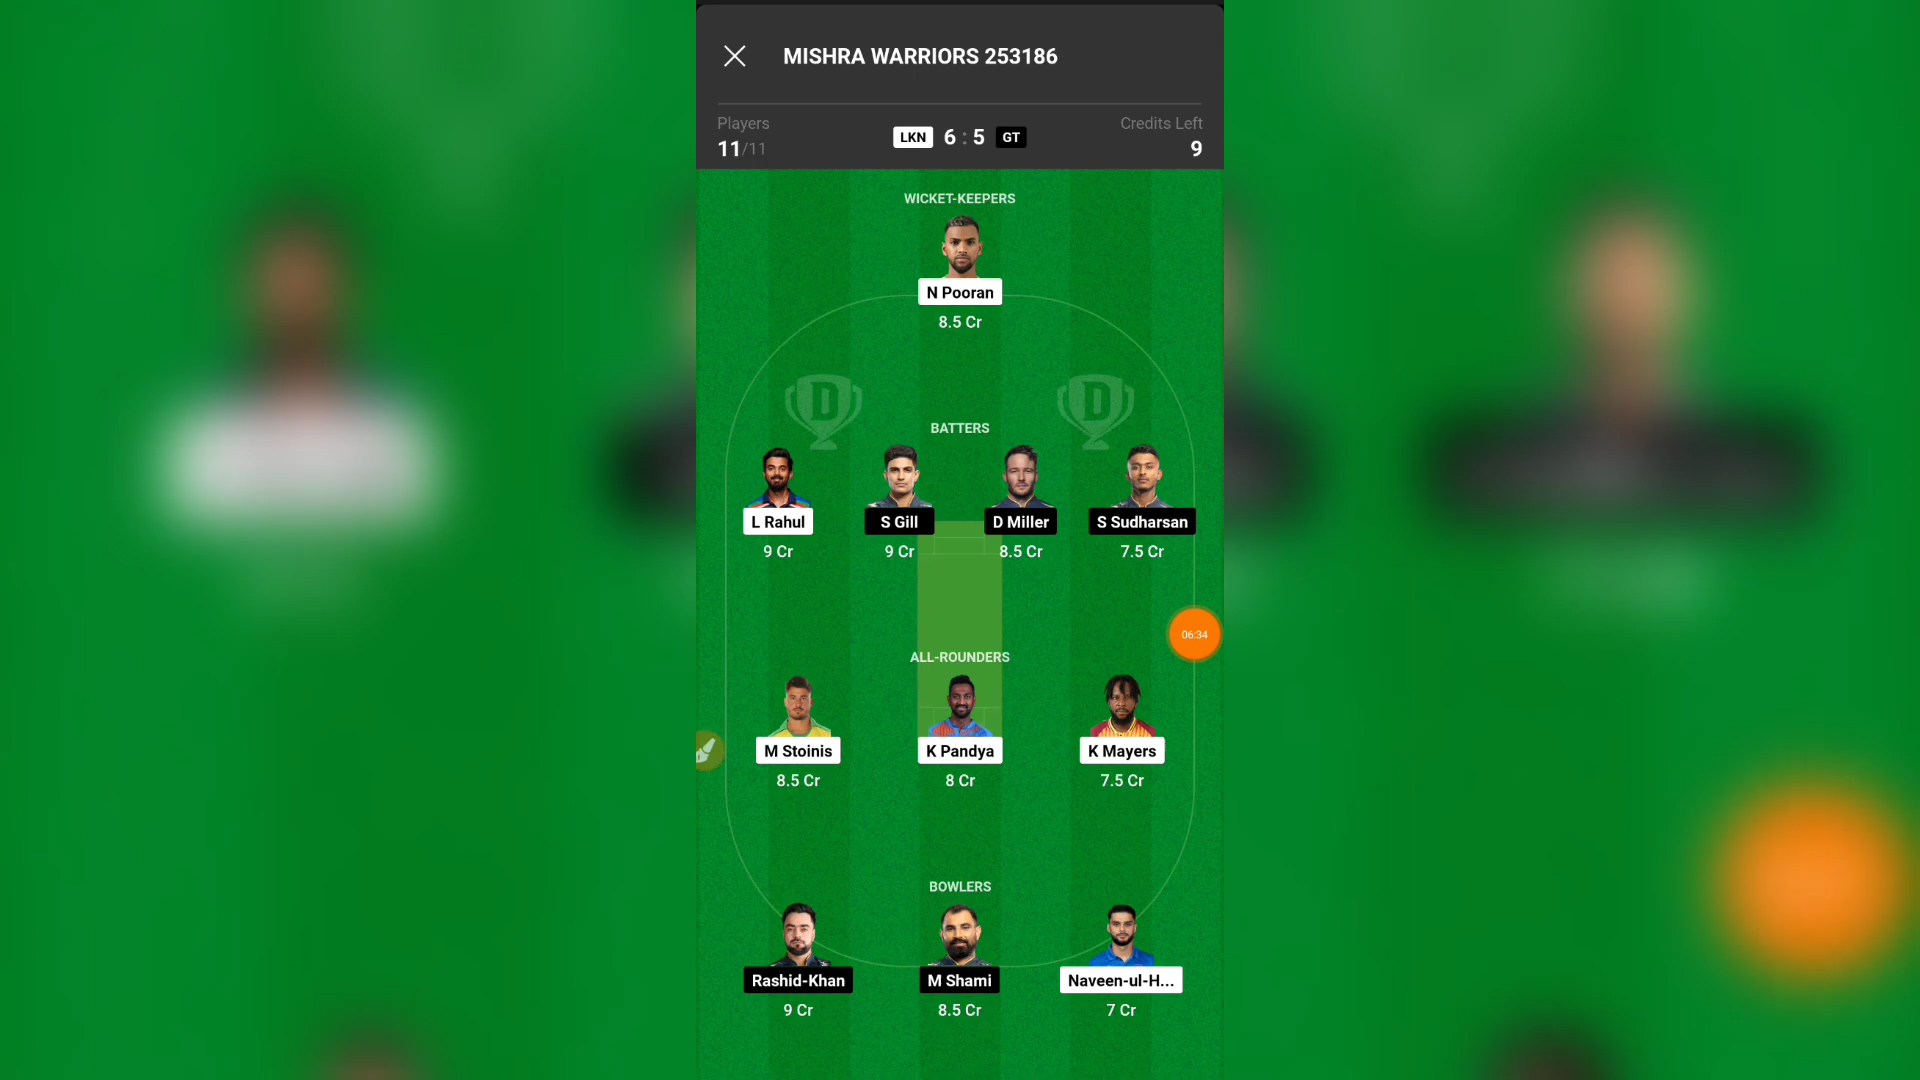 MISHRA WARRIORS 253186
Players
11/11
LKN 6 : 5 GT
Credits Left
9
WICKET-KEEPERS
N Pooran
8.5 Cr
D D
BATTERS
L Rahul S Gill D Miller S Sudharsan
9 Cr 9 Cr 8.5 Cr 7.5 Cr
06:34
ALL-ROUNDERS
M Stoinis K Pandya K Mayers
8.5 Cr 8 Cr 7.5 Cr
BOWLERS
Rashid-Khan M Shami Naveen-ul-H...
9 Cr 8.5 Cr 7 Cr